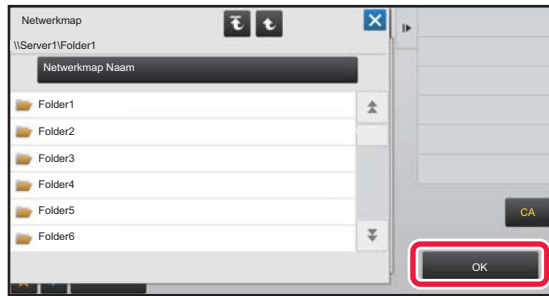 Netwerkmap
\\Server1\Folder1
Netwerkmap Naam
Folder1
Folder2
Folder3
Folder4
Folder5
Folder6
CA
OK